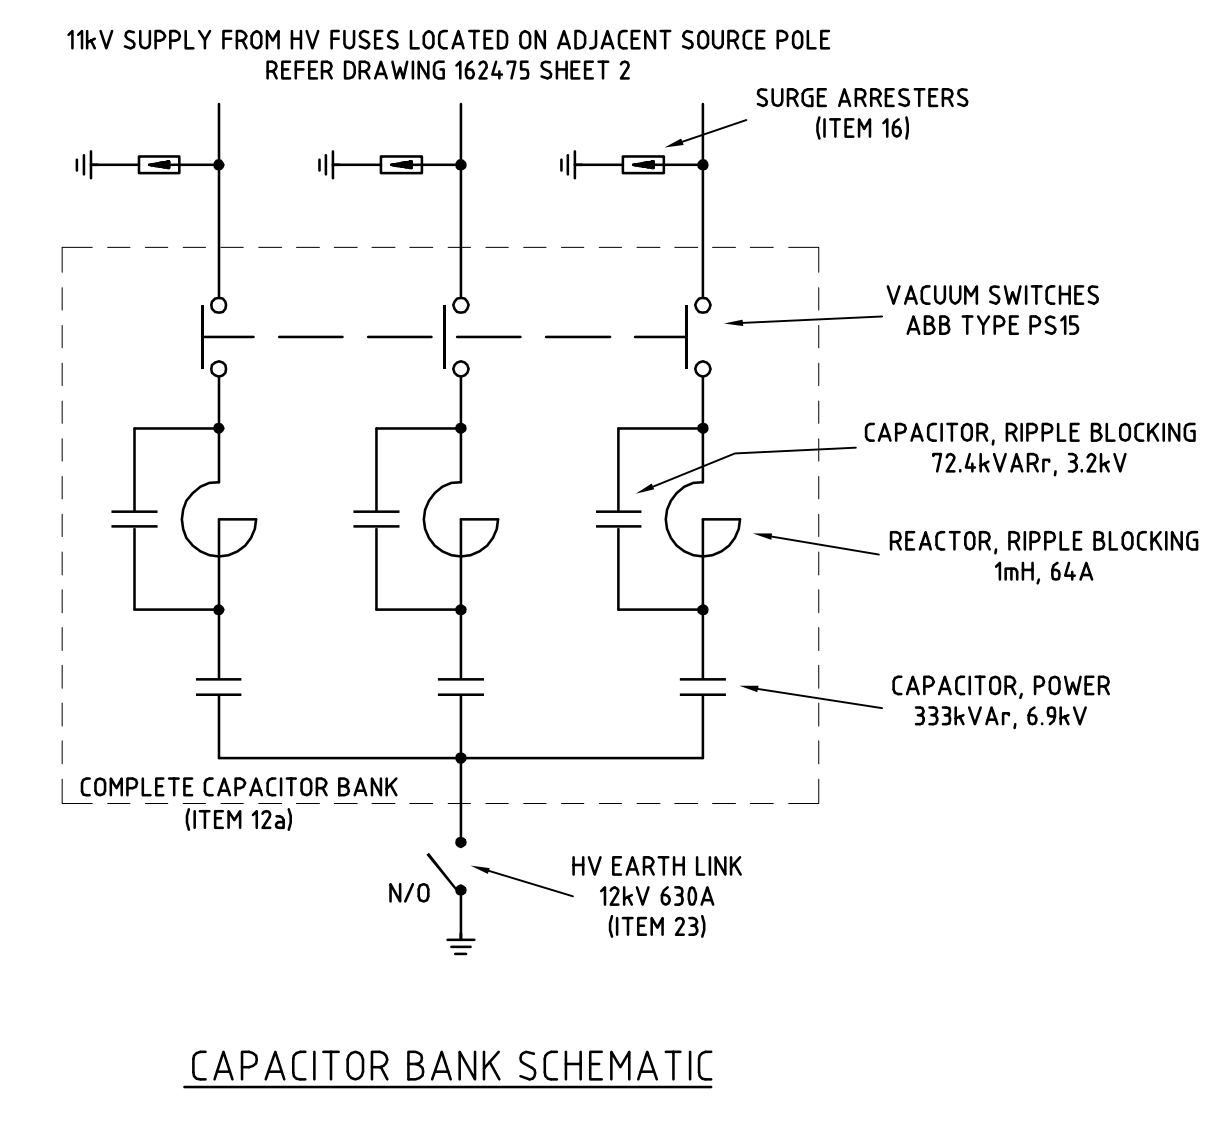 11kV SUPPLY FROM HV FUSES LOCATED ON ADJACENT SOURCE POLE
REFER DRAWING 162475 SHEET 2
SURGE ARRESTERS
(ITEM 16)
VACUUM SWITCHES
ABB TYPE PS15
CAPACITOR, RIPPLE BLOCKING
72.4kVARr, 3.2kV
REACTOR, RIPPLE BLOCKING
1mH, 64A
CAPACITOR, POWER
333kVAr, 6.9kV
COMPLETE CAPACITOR BANK
(ITEM 12a)
HV EARTH LINK
12kV 630A
(ITEM 23)
N/O
CAPACITOR BANK SCHEMATIC